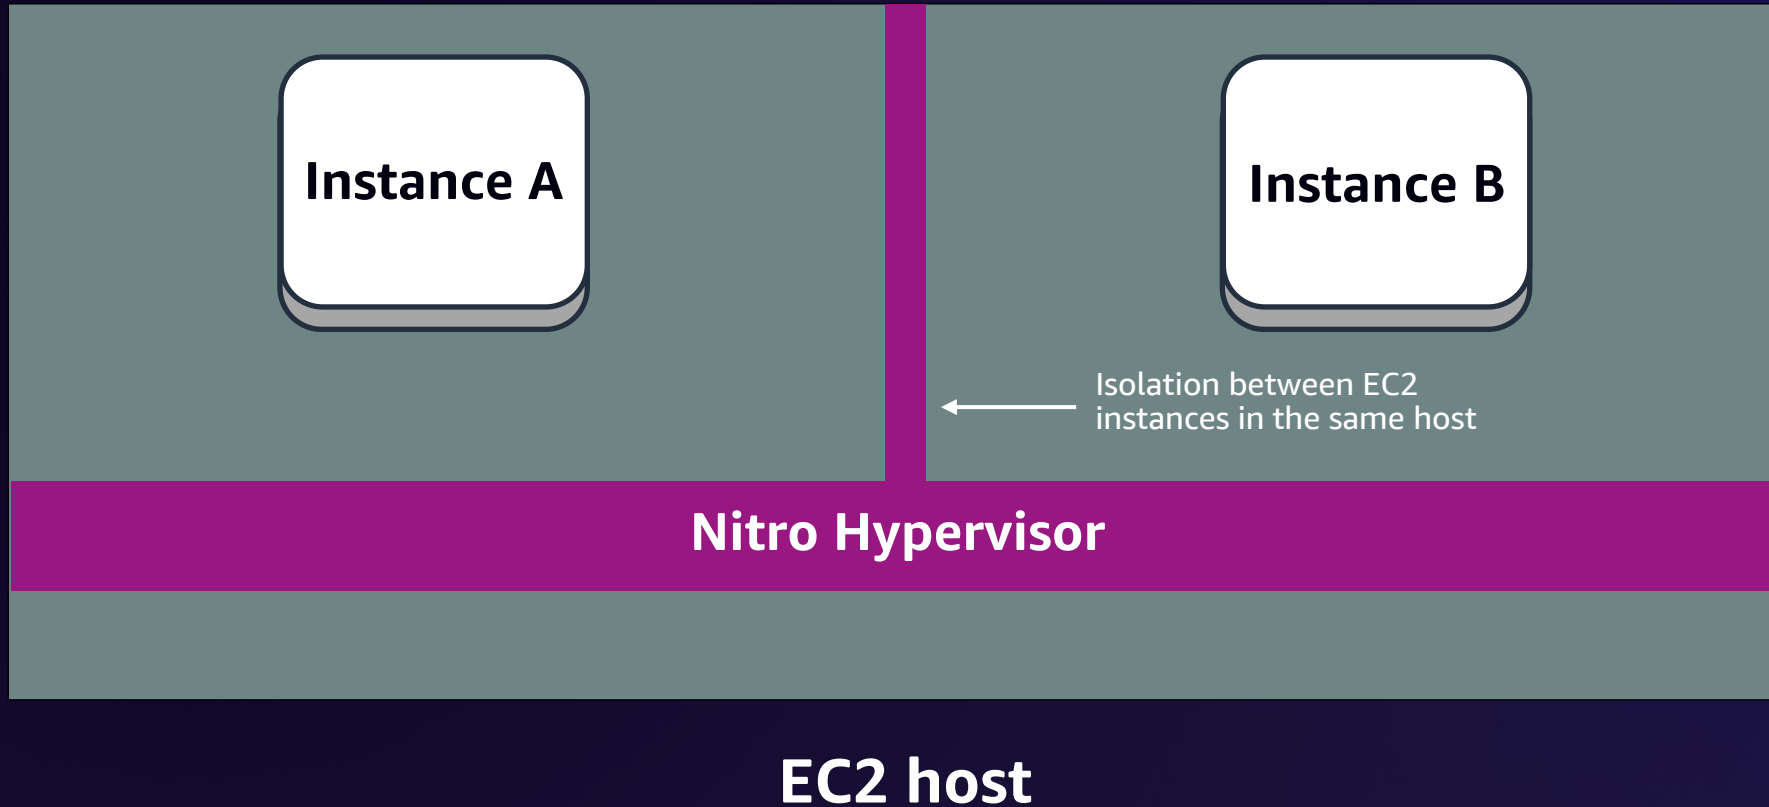 Instance A
Instance B
Isolation between EC2
instances in the same host
Nitro Hypervisor
EC2 host